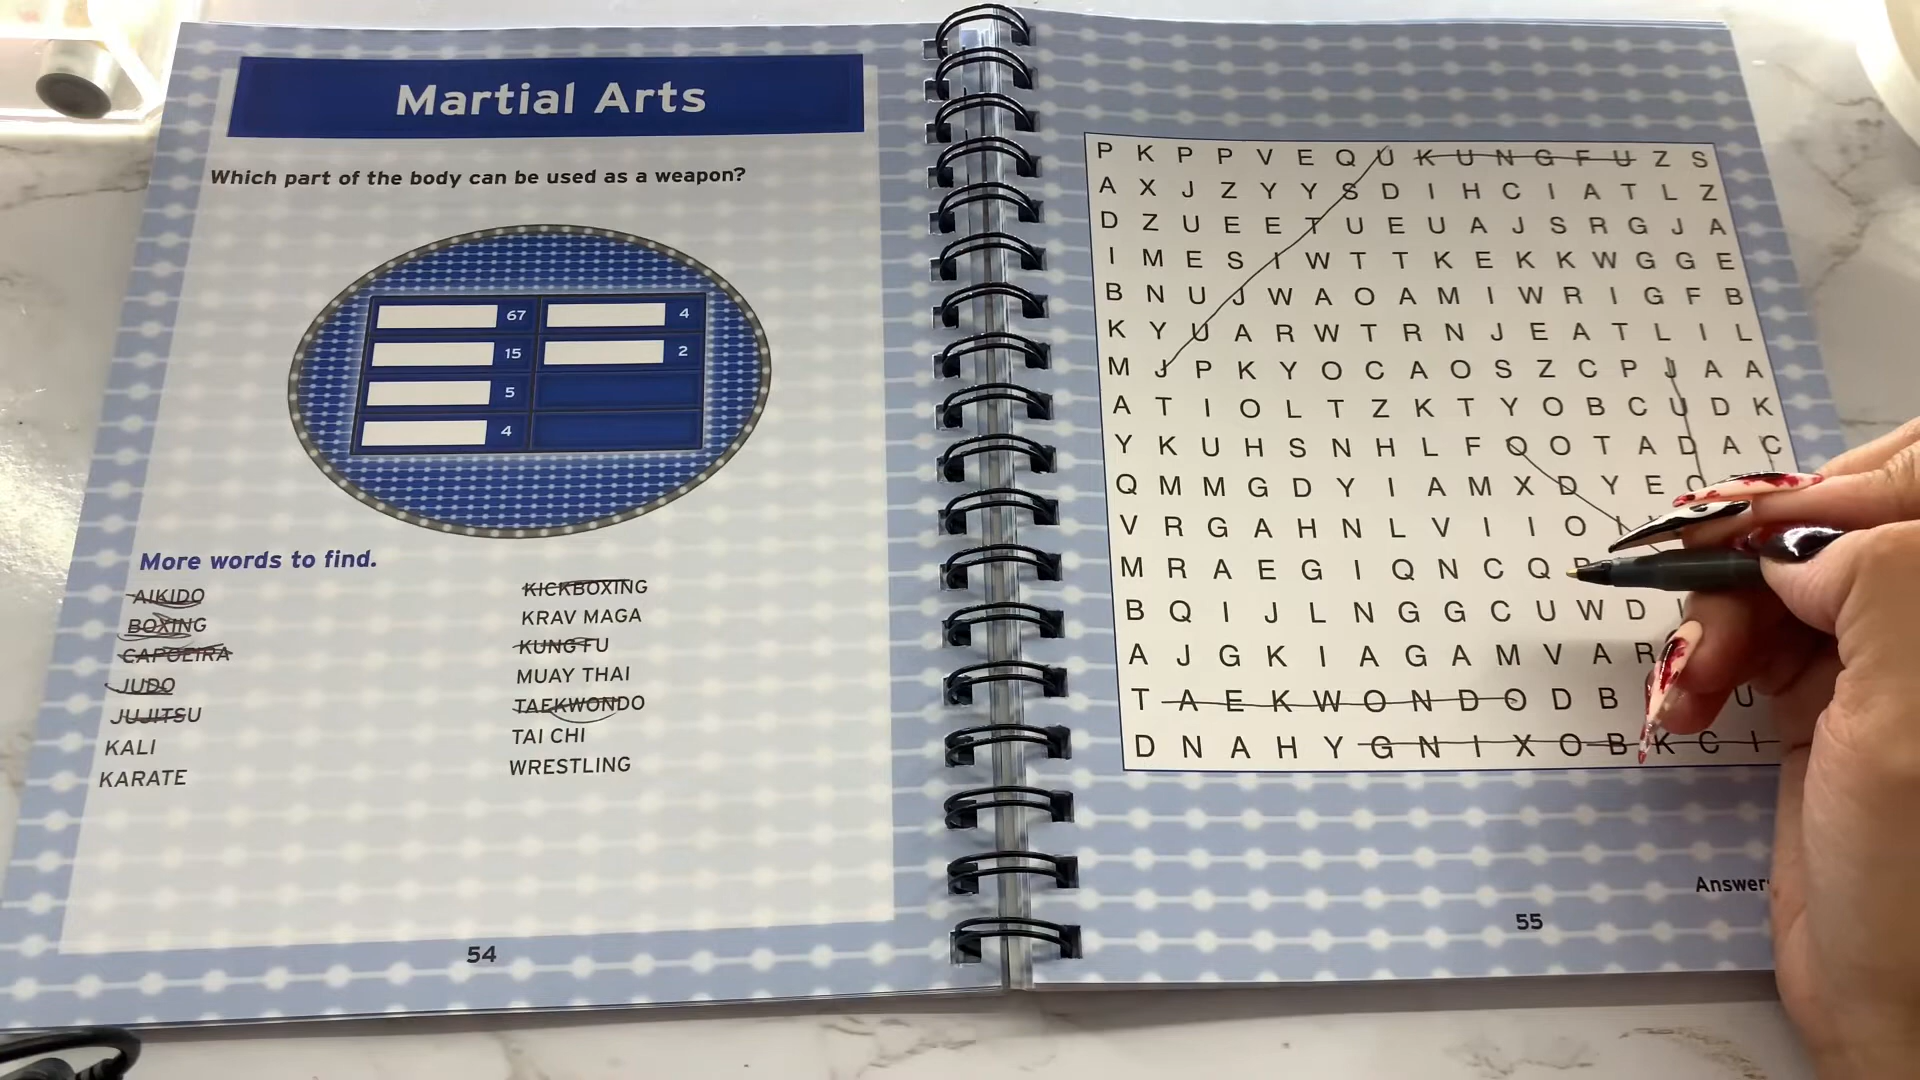 Martial Arts
Which part of the body can be used as a weapon?
67 4
15 2
5
4
More words to find.
AIKIDO
BOXING
CAPOEIRA
JUDO
JUJITSU
KALI
KARATE
KICKBOXING
KRAV MAGA
KUNG FU
MUAY THAI
TAEKWONDO
TAI CHI
WRESTLING
54
P K P P V E Q U K U N G F U Z S
A X J Z Y Y S D I H C I A T L Z
D Z U E E T U E U A J S R G J A
I M E S I W T T K E K K W G G E
B N U J W A O A M I W R I G F B
K Y U A R W T R N J E A T L I L
M J P K Y O C A O S Z C P J A A
A T I O L T Z K T Y O B C U D K
Y K U H S N H L F O O T A D A C
Q M M G D Y I A M X D Y E O
V R G A H N L V I I O
M R A E G I Q N C Q
B Q I J L N G G C U W D
A J G K I A G A M V A R
T A E K W O N D O D B U
D N A H Y G N I X O B K C I
55